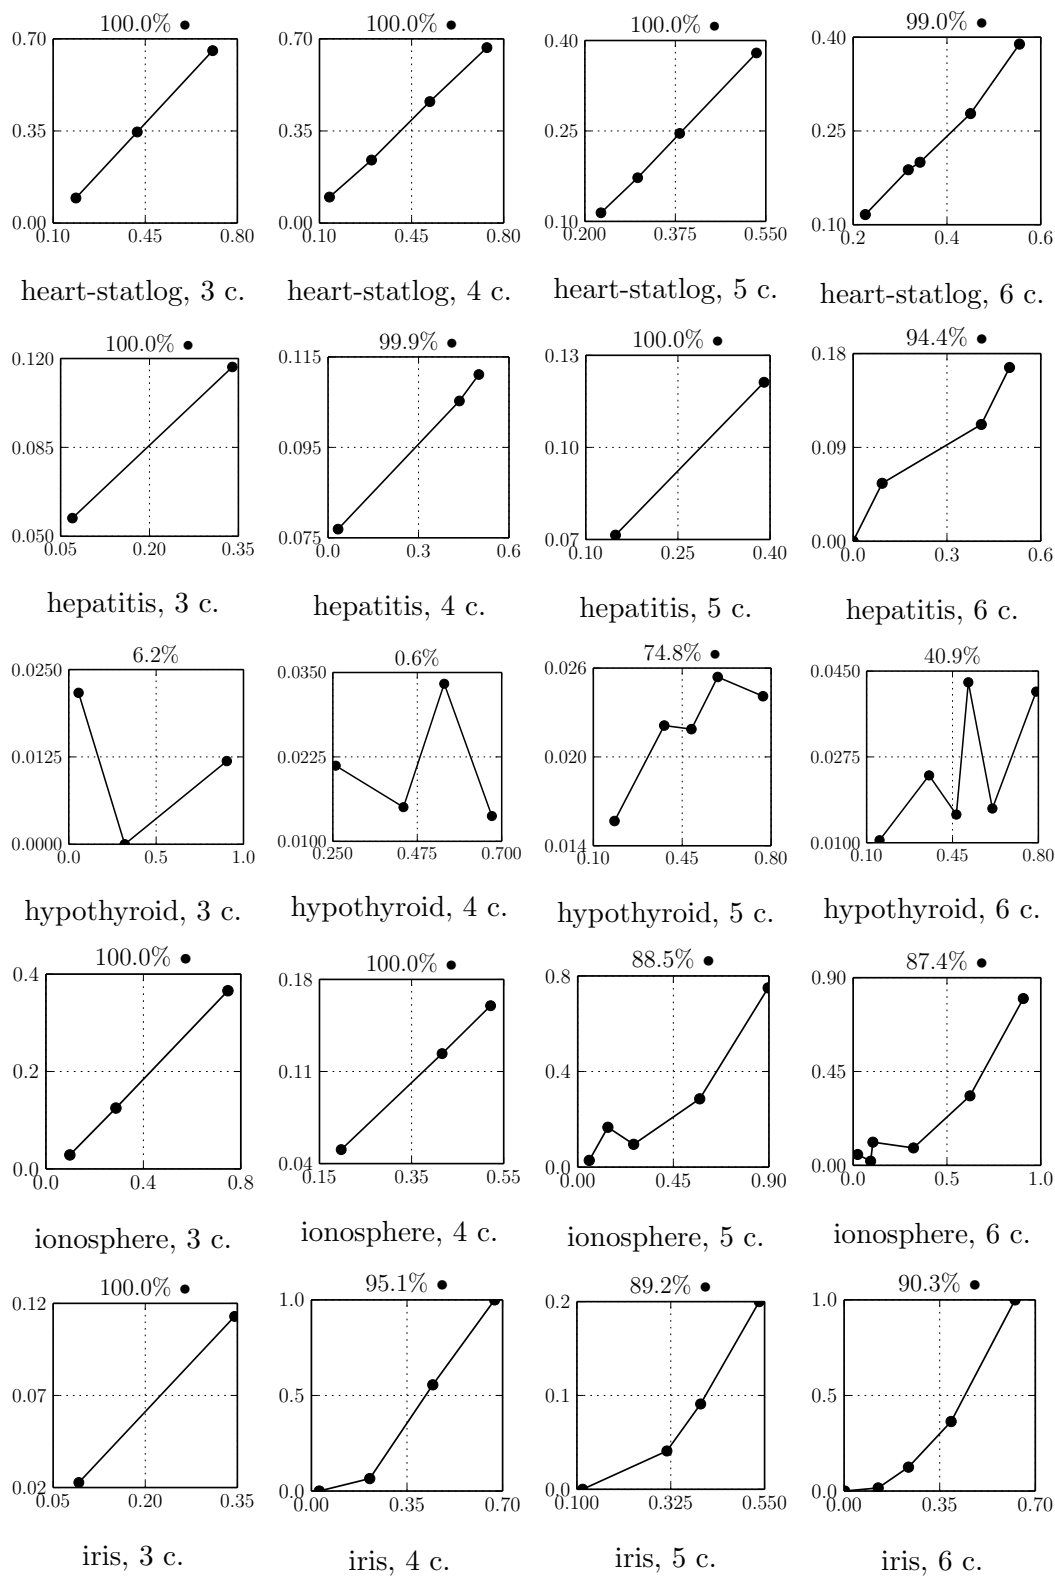 100.0% ● 100.0% ● 100.0% ● 99.0% ●
0.70 0.70 0.40 0.40
0.35 0.35 0.25 0.25
0.00 0.00 0.10 0.10
0.10 0.45 0.80 0.10 0.45 0.80 0.200 0.375 0.550 0.2 0.4 0.6
heart-statlog, 3 c. heart-statlog, 4 c. heart-statlog, 5 c. heart-statlog, 6 c.
100.0% ● 99.9% ● 100.0% ● 94.4% ●
0.120 0.115 0.13 0.18
0.085 0.095 0.10 0.09
0.050 0.075 0.07 0.00
0.05 0.20 0.35 0.0 0.3 0.6 0.10 0.25 0.40 0.0 0.3 0.6
hepatitis, 3 c. hepatitis, 4 c. hepatitis, 5 c. hepatitis, 6 c.
6.2% 0.6% 74.8% ● 40.9%
0.0250 0.0350 0.026 0.0450
0.0125 0.0225 0.020 0.0275
0.0000 0.0100 0.014 0.0100
0.0 0.5 1.0 0.250 0.475 0.700 0.10 0.45 0.80 0.10 0.45 0.80
hypothyroid, 3 c. hypothyroid, 4 c. hypothyroid, 5 c. hypothyroid, 6 c.
100.0% ● 100.0% ● 88.5% ● 87.4% ●
0.4 0.18 0.8 0.90
0.2 0.11 0.4 0.45
0.0 0.04 0.0 0.00
0.0 0.4 0.8 0.15 0.35 0.55 0.00 0.45 0.90 0.0 0.5 1.0
ionosphere, 3 c. ionosphere, 4 c. ionosphere, 5 c. ionosphere, 6 c.
100.0% ● 95.1% ● 89.2% ● 90.3% ●
0.12 1.0 0.2 1.0
0.07 0.5 0.1 0.5
0.02 0.0 0.0 0.0
0.05 0.20 0.35 0.00 0.35 0.70 0.100 0.325 0.550 0.00 0.35 0.70
iris, 3 c. iris, 4 c. iris, 5 c. iris, 6 c.